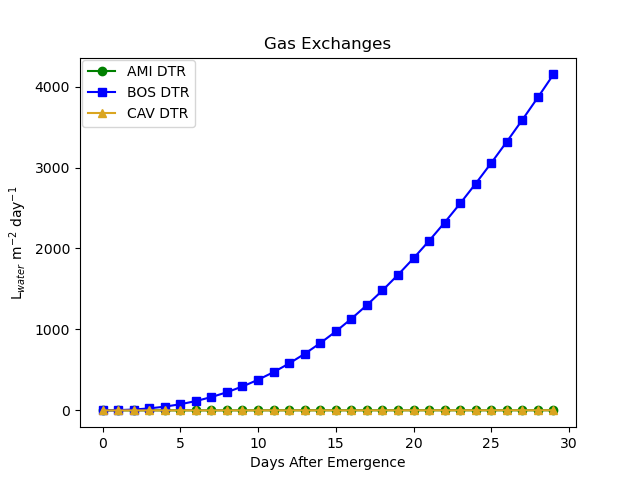 Gas Exchanges
AMI DTR
BOS DTR
CAV DTR
4000
3000
2000
1000
0
L_water m⁻² day⁻¹
0 5 10 15 20 25 30
Days After Emergence